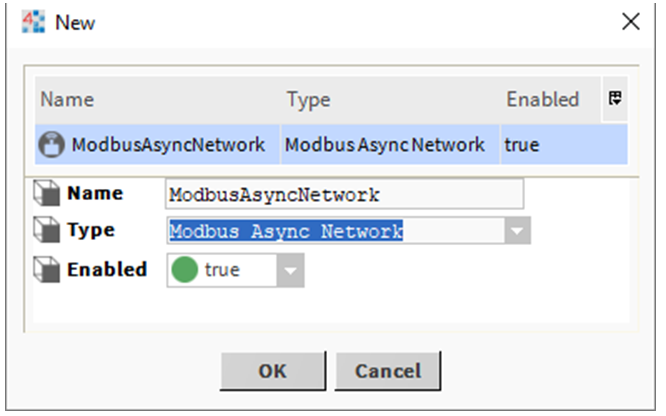 New
Name Type Enabled
ModbusAsyncNetwork Modbus Async Network true
Name ModbusAsyncNetwork
Type Modbus Async Network
Enabled true
OK Cancel